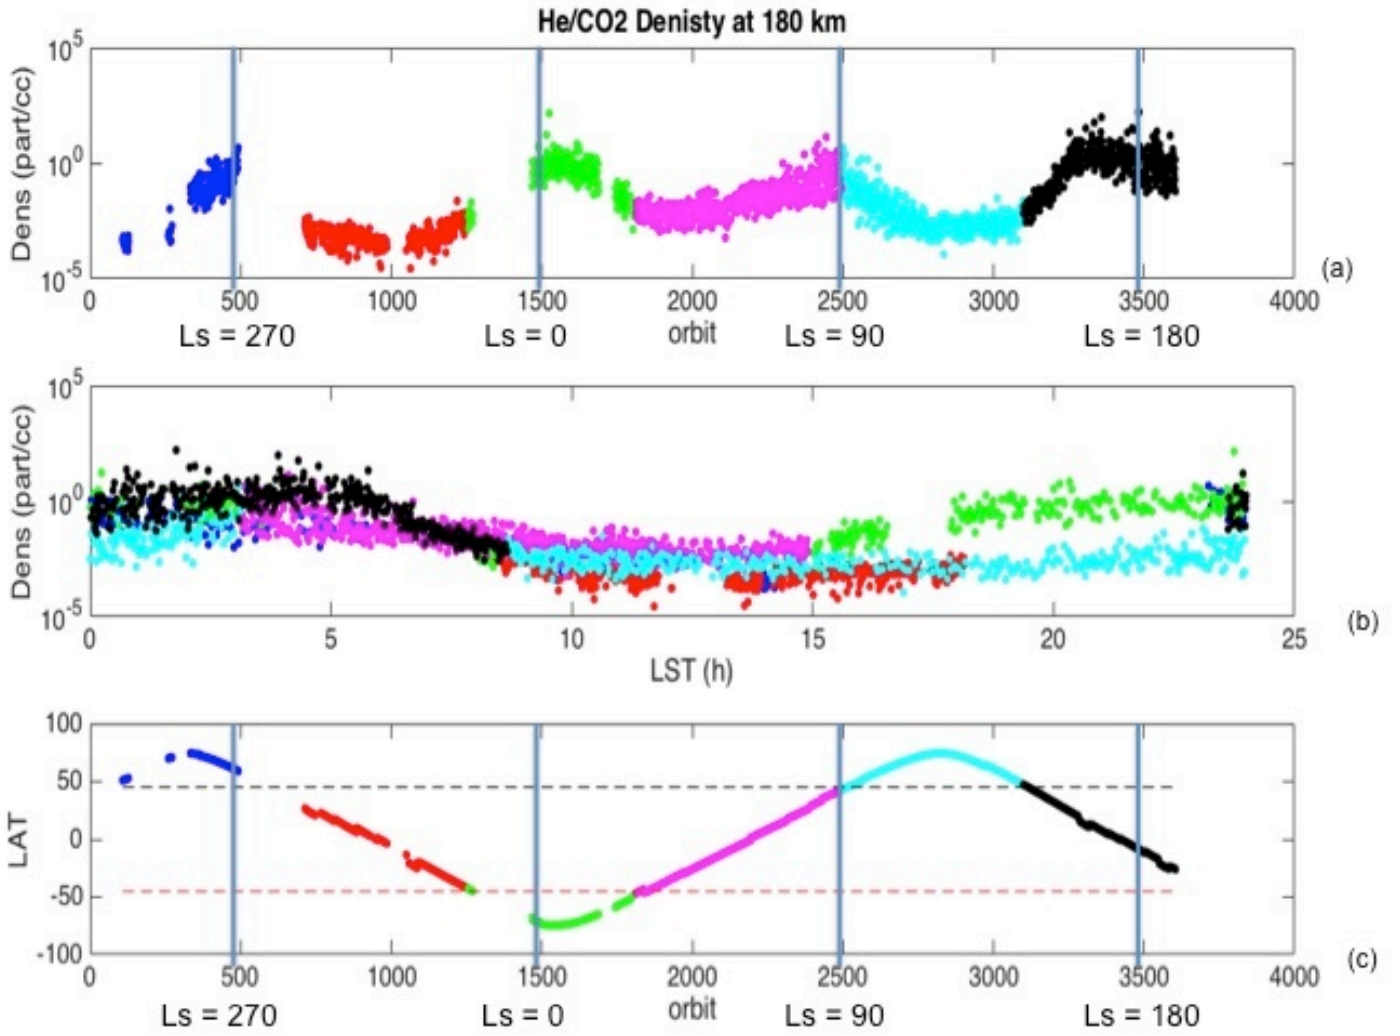 He/CO2 Denisty at 180 km
10^5
10^0
10^-5
Dens (part/cc)
0 500 1000 1500 2000 2500 3000 3500 4000
(a)
Ls = 270 Ls = 0 orbit Ls = 90 Ls = 180
10^5
10^0
10^-5
Dens (part/cc)
0 5 10 15 20 25
(b)
LST (h)
100
50
0
-50
-100
LAT
0 500 1000 1500 2000 2500 3000 3500 4000
(c)
Ls = 270 Ls = 0 orbit Ls = 90 Ls = 180